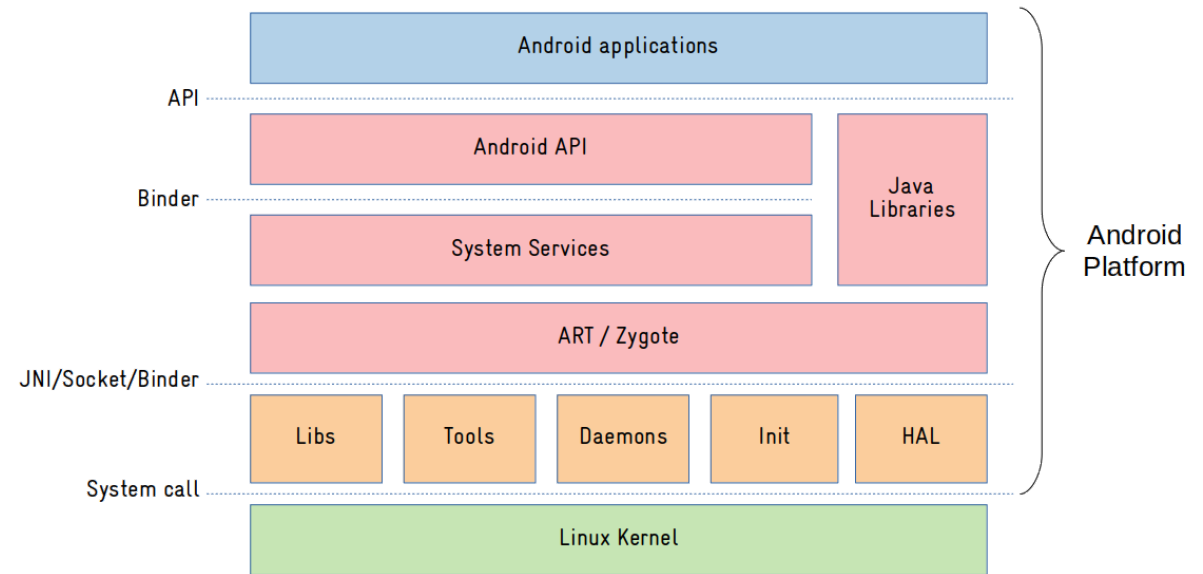 Android applications
API
Android API
Java
Libraries
Binder
System Services
Android
Platform
ART / Zygote
JNI/Socket/Binder
Libs
Tools
Daemons
Init
HAL
System call
Linux Kernel